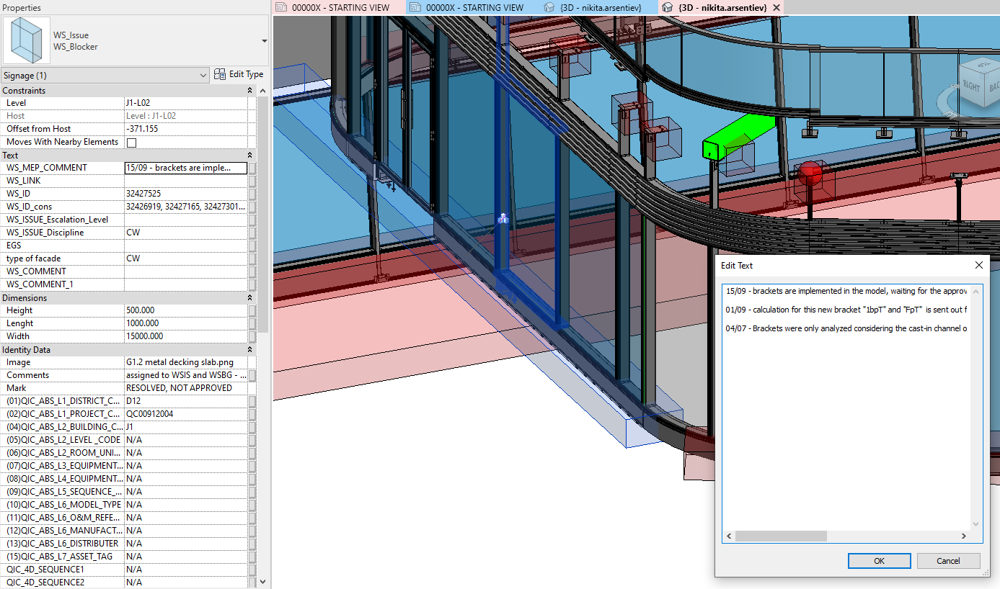 Properties
00000X - STARTING VIEW
00000X - STARTING VIEW
{3D - nikita.arsentiev}
{3D - nikita.arsentiev}
WS_Issue
WS_Blocker
Signage (1)
Edit Type
Constraints
Level J1-L02
Host Level : J1-L02
Offset from Host -371.155
Moves With Nearby Elements
Text
WS_MEP_COMMENT 15/09 - brackets are imple...
WS_LINK
WS_ID 32427525
WS_ID_cons 32426919, 32427165, 32427301...
WS_ISSUE_Escalation_Level
WS_ISSUE_Discipline CW
EGS
type of facade CW
WS_COMMENT
WS_COMMENT_1
Dimensions
Height 500.000
Lenght 1000.000
Width 15000.000
Identity Data
Image G1.2 metal decking slab.png
Comments assigned to WSIS and WSBG - ...
Mark RESOLVED, NOT APPROVED
(01)QIC_ABS_L1_DISTRICT_C... D12
(02)QIC_ABS_L1_PROJECT_C... QC00912004
(04)QIC_ABS_L2_BUILDING_C... J1
(05)QIC_ABS_L2_LEVEL _CODE N/A
(06)QIC_ABS_L2_ROOM_UNI... N/A
(07)QIC_ABS_L3_EQUIPMENT... N/A
(08)QIC_ABS_L4_EQUIPMENT... N/A
(09)QIC_ABS_L5_SEQUENCE_... N/A
(10)QIC_ABS_L6_MODEL_TYPE N/A
(11)QIC_ABS_L6_O&M_REFE... N/A
(12)QIC_ABS_L6_MANUFACT... N/A
(13)QIC_ABS_L6_DISTRIBUTER N/A
(15)QIC_ABS_L7_ASSET_TAG N/A
QIC_4D_SEQUENCE1 N/A
QIC_4D_SEQUENCE2 N/A
RIGHT
BAC
Edit Text
15/09 - brackets are implemented in the model, waiting for the approv
01/09 - calculation for this new bracket "1bpT" and "FpT" is sent out f
04/07 - Brackets were only analyzed considering the cast-in channel o
OK
Cancel